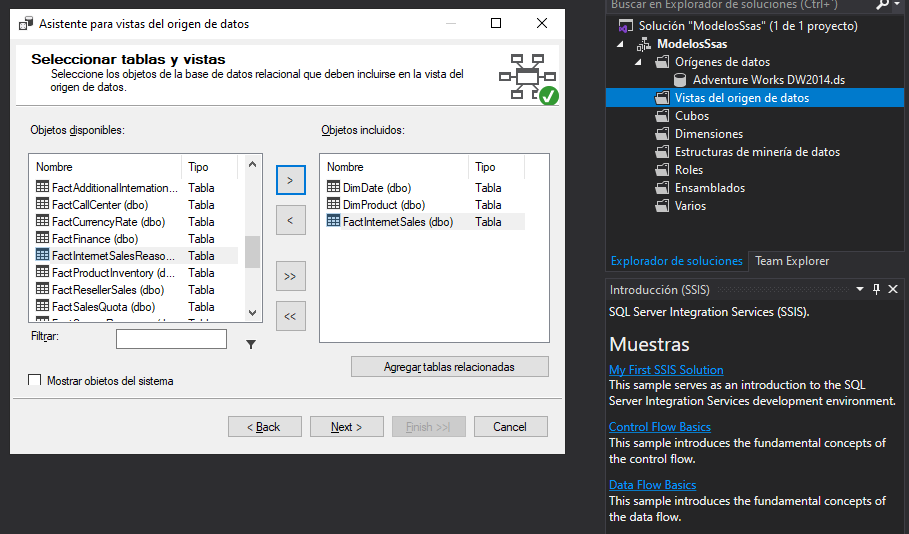 Asistente para vistas del origen de datos
Seleccionar tablas y vistas
Seleccione los objetos de la base de datos relacional que deben incluirse en la vista del
origen de datos.
Objetos disponibles:
Nombre Tipo
FactAdditionalInternation... Tabla
FactCallCenter (dbo) Tabla
FactCurrencyRate (dbo) Tabla
FactFinance (dbo) Tabla
FactInternetSalesReaso... Tabla
FactProductInventory (d... Tabla
FactResellerSales (dbo) Tabla
FactSalesQuota (dbo) Tabla
Filtrar:
Mostrar objetos del sistema
>
<
>>
<<
Objetos incluidos:
Nombre Tipo
DimDate (dbo) Tabla
DimProduct (dbo) Tabla
FactInternetSales (dbo) Tabla
Agregar tablas relacionadas
< Back Next > Finish >>| Cancel
Buscar en Explorador de soluciones (Ctrl+´)
Solución "ModelosSsas" (1 de 1 proyecto)
ModelosSsas
Orígenes de datos
Adventure Works DW2014.ds
Vistas del origen de datos
Cubos
Dimensiones
Estructuras de minería de datos
Roles
Ensamblados
Varios
Explorador de soluciones Team Explorer
Introducción (SSIS)
SQL Server Integration Services (SSIS).
Muestras
My First SSIS Solution
This sample serves as an introduction to the SQL
Server Integration Services development environment.
Control Flow Basics
This sample introduces the fundamental concepts of
the control flow.
Data Flow Basics
This sample introduces the fundamental concepts of
the data flow.